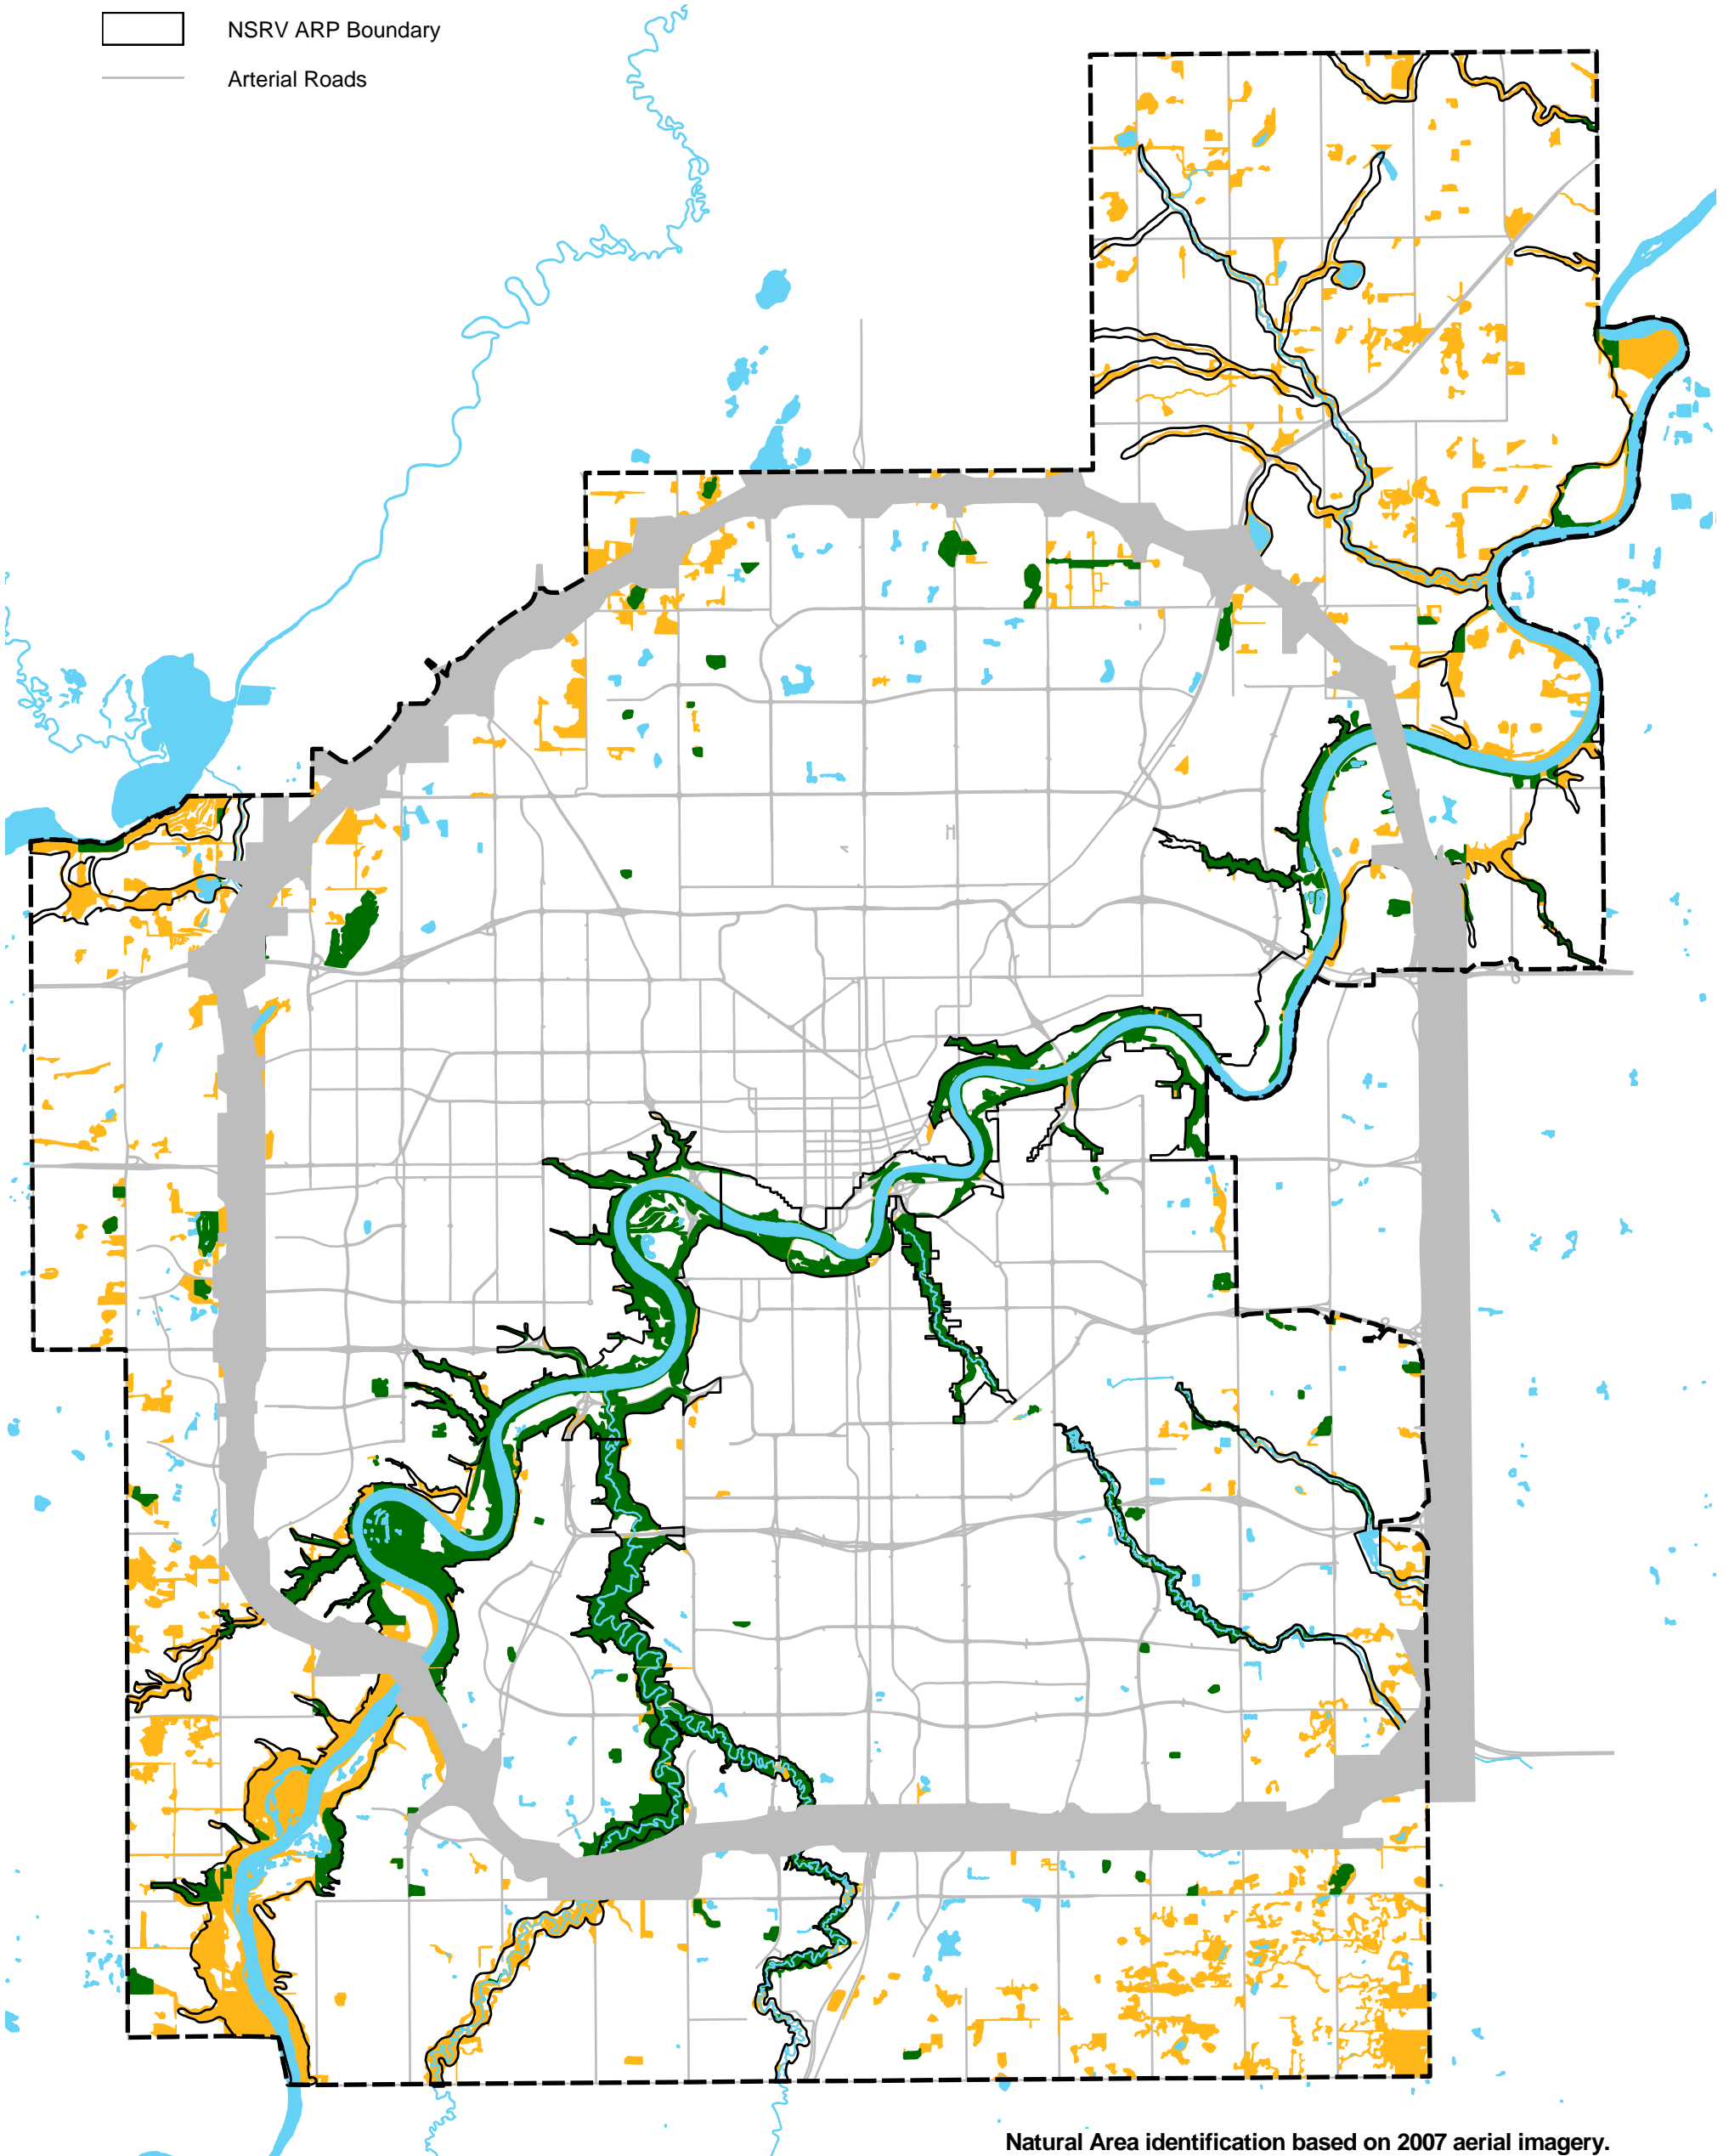 NSRV ARP Boundary
Arterial Roads
Natural Area identification based on 2007 aerial imagery.